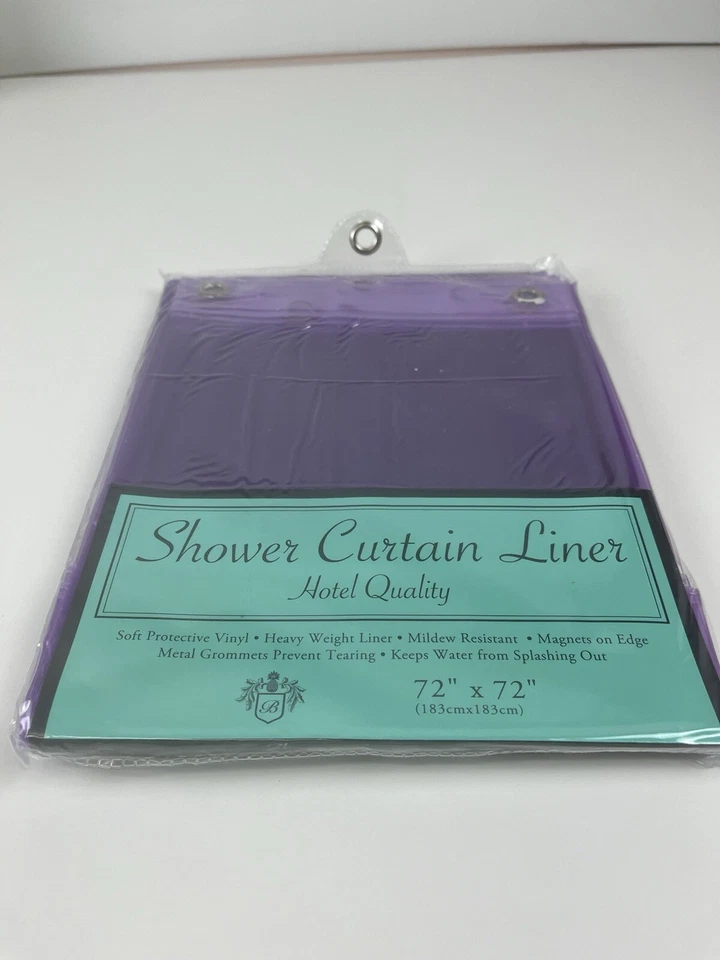 Shower Curtain Liner
Hotel Quality
Soft Protective Vinyl • Heavy Weight Liner • Mildew Resistant • Magnets on Edge
Metal Grommets Prevent Tearing • Keeps Water from Splashing Out
B
72" x 72"
(183cmx183cm)